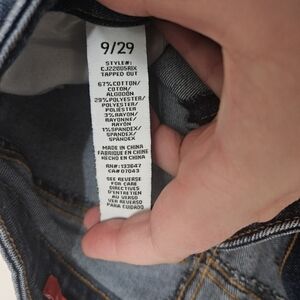 9/29
STYLE#:
CJ22005RIX
TAPPED OUT
67%COTTON/
COTON/
ALGODÓN
29%POLYESTER/
POLYESTER/
POLIÉSTER
3%RAYON/
RAYONNE/
RAYÓN
1%SPANDEX/
SPANDEX/
SPANDEX
MADE IN CHINA
FABRIQUE EN CHINE
HECHO EN CHINA
RN#:133647
CA#07043
SEE REVERSE
FOR CARE
DIRECTIVES
D'ENTRETIEN
AU VERSO
VER REVERSO
PARA CUIDADO